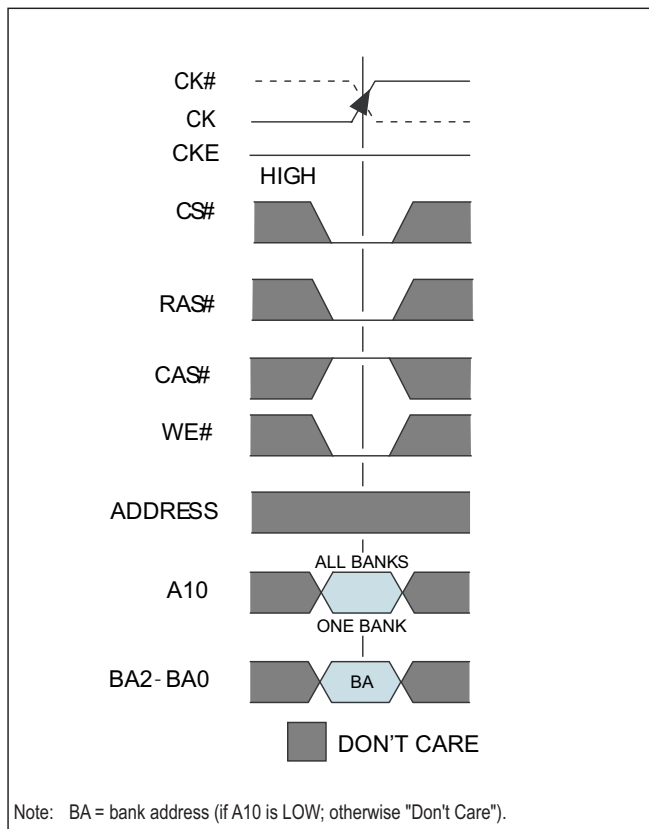 CK#
CK
CKE
HIGH
CS#
RAS#
CAS#
WE#
ADDRESS
ALL BANKS
A10
ONE BANK
BA2-BA0
BA
DON'T CARE
Note: BA = bank address (if A10 is LOW; otherwise "Don't Care").